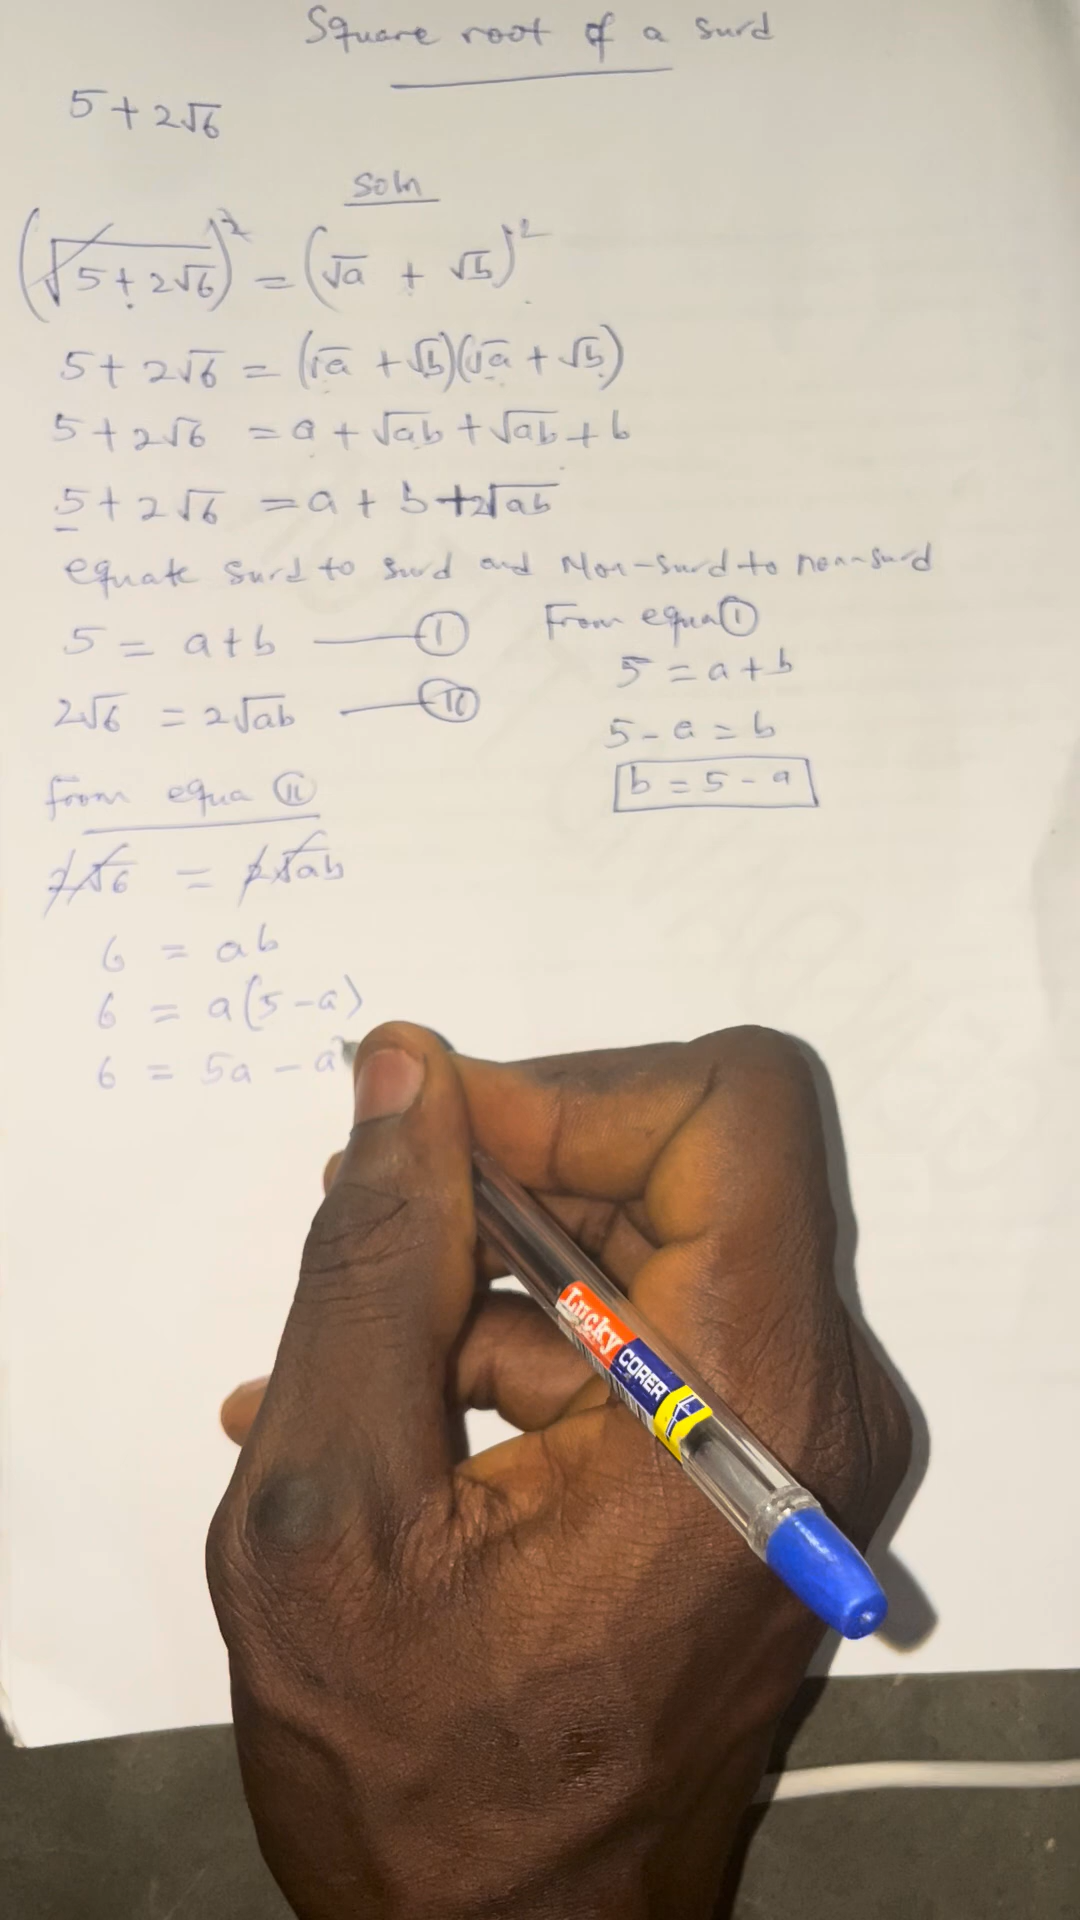 Square root of a surd
5 + 2√6
soln
(√(5 + 2√6))² = (√a + √b)²
5 + 2√6 = (√a + √b)(√a + √b)
5 + 2√6 = a + √ab + √ab + b
5 + 2√6 = a + b + 2√ab
equate surd to surd and Non-surd to non-surd
5 = a + b —— (I)
2√6 = 2√ab —— (II)
From equa (I)
5 = a + b
5 - a = b
b = 5 - a
from equa (II)
2√6 = 2√ab
6 = ab
6 = a(5 - a)
6 = 5a - a²
Lucky
CORER